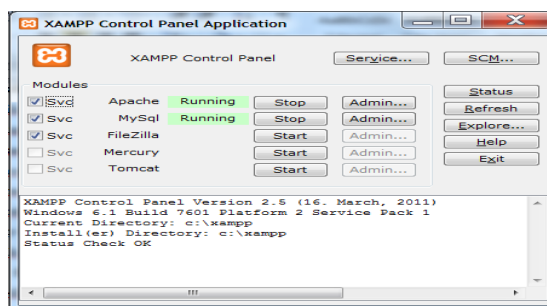 XAMPP Control Panel Application
XAMPP Control Panel
Service...
SCM...
Modules
Svc Apache Running Stop Admin...
Svc MySql Running Stop Admin...
Svc FileZilla Start Admin...
Svc Mercury Start Admin...
Svc Tomcat Start
Status
Refresh
Explore...
Help
Exit
XAMPP Control Panel Version 2.5 (16. March, 2011)
Windows 6.1 Build 7601 Platform 2 Service Pack 1
Current Directory: c:\xampp
Install(er) Directory: c:\xampp
Status Check OK